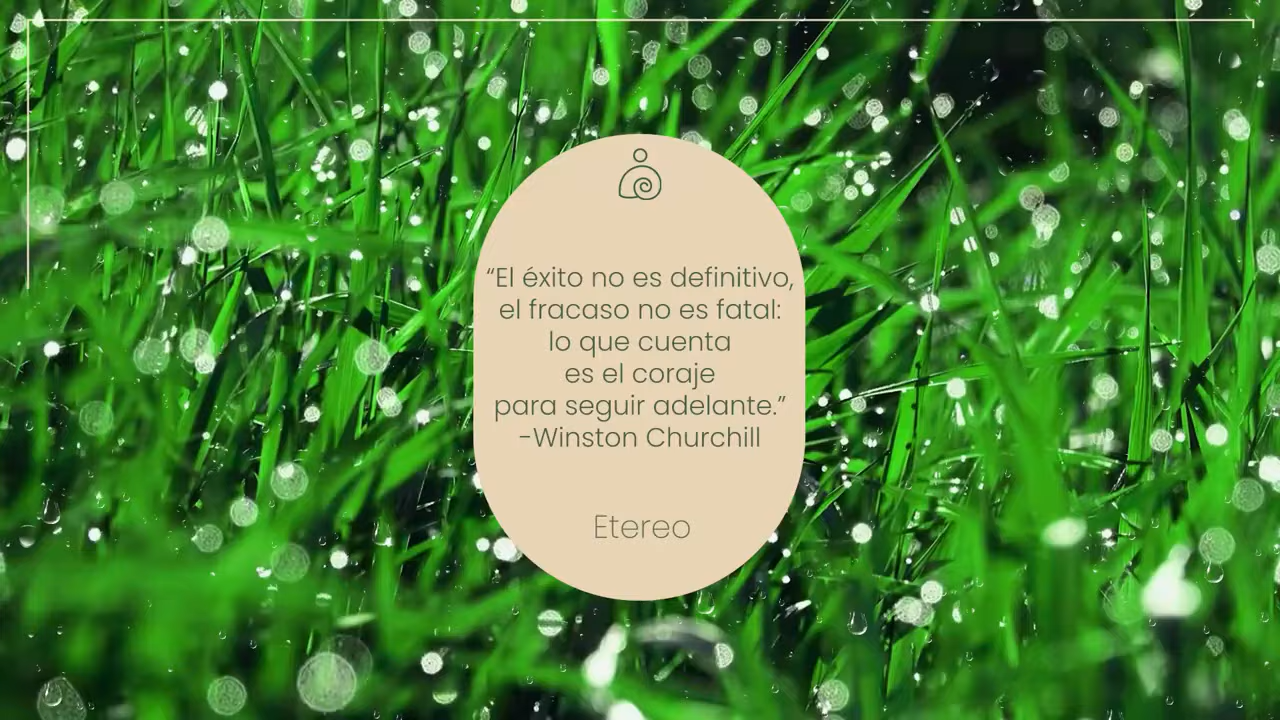 “El éxito no es definitivo,
el fracaso no es fatal:
lo que cuenta
es el coraje
para seguir adelante.”
-Winston Churchill
Etereo